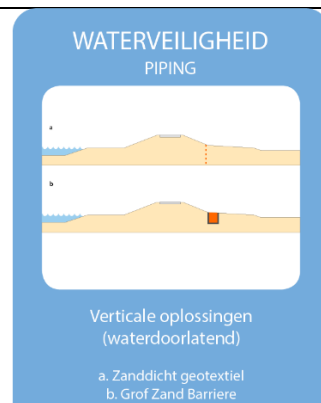 WATERVEILIGHEID
PIPING
a
b
Verticale oplossingen
(waterdoorlatend)
a. Zanddicht geotextiel
b. Grof Zand Barriere